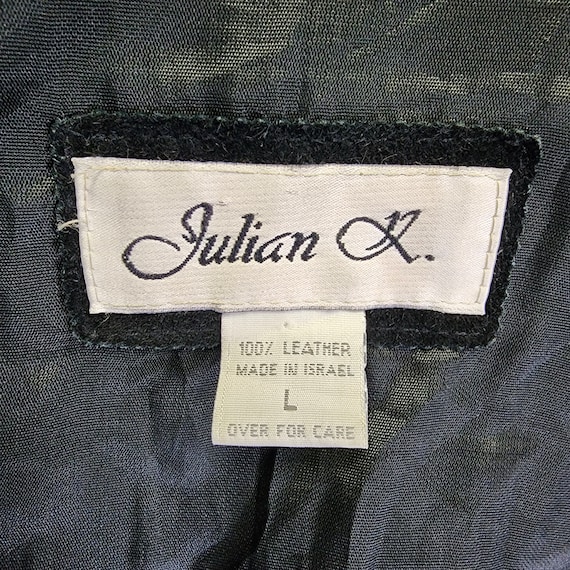 Julian K.
100% LEATHER
MADE IN ISRAEL
L
OVER FOR CARE